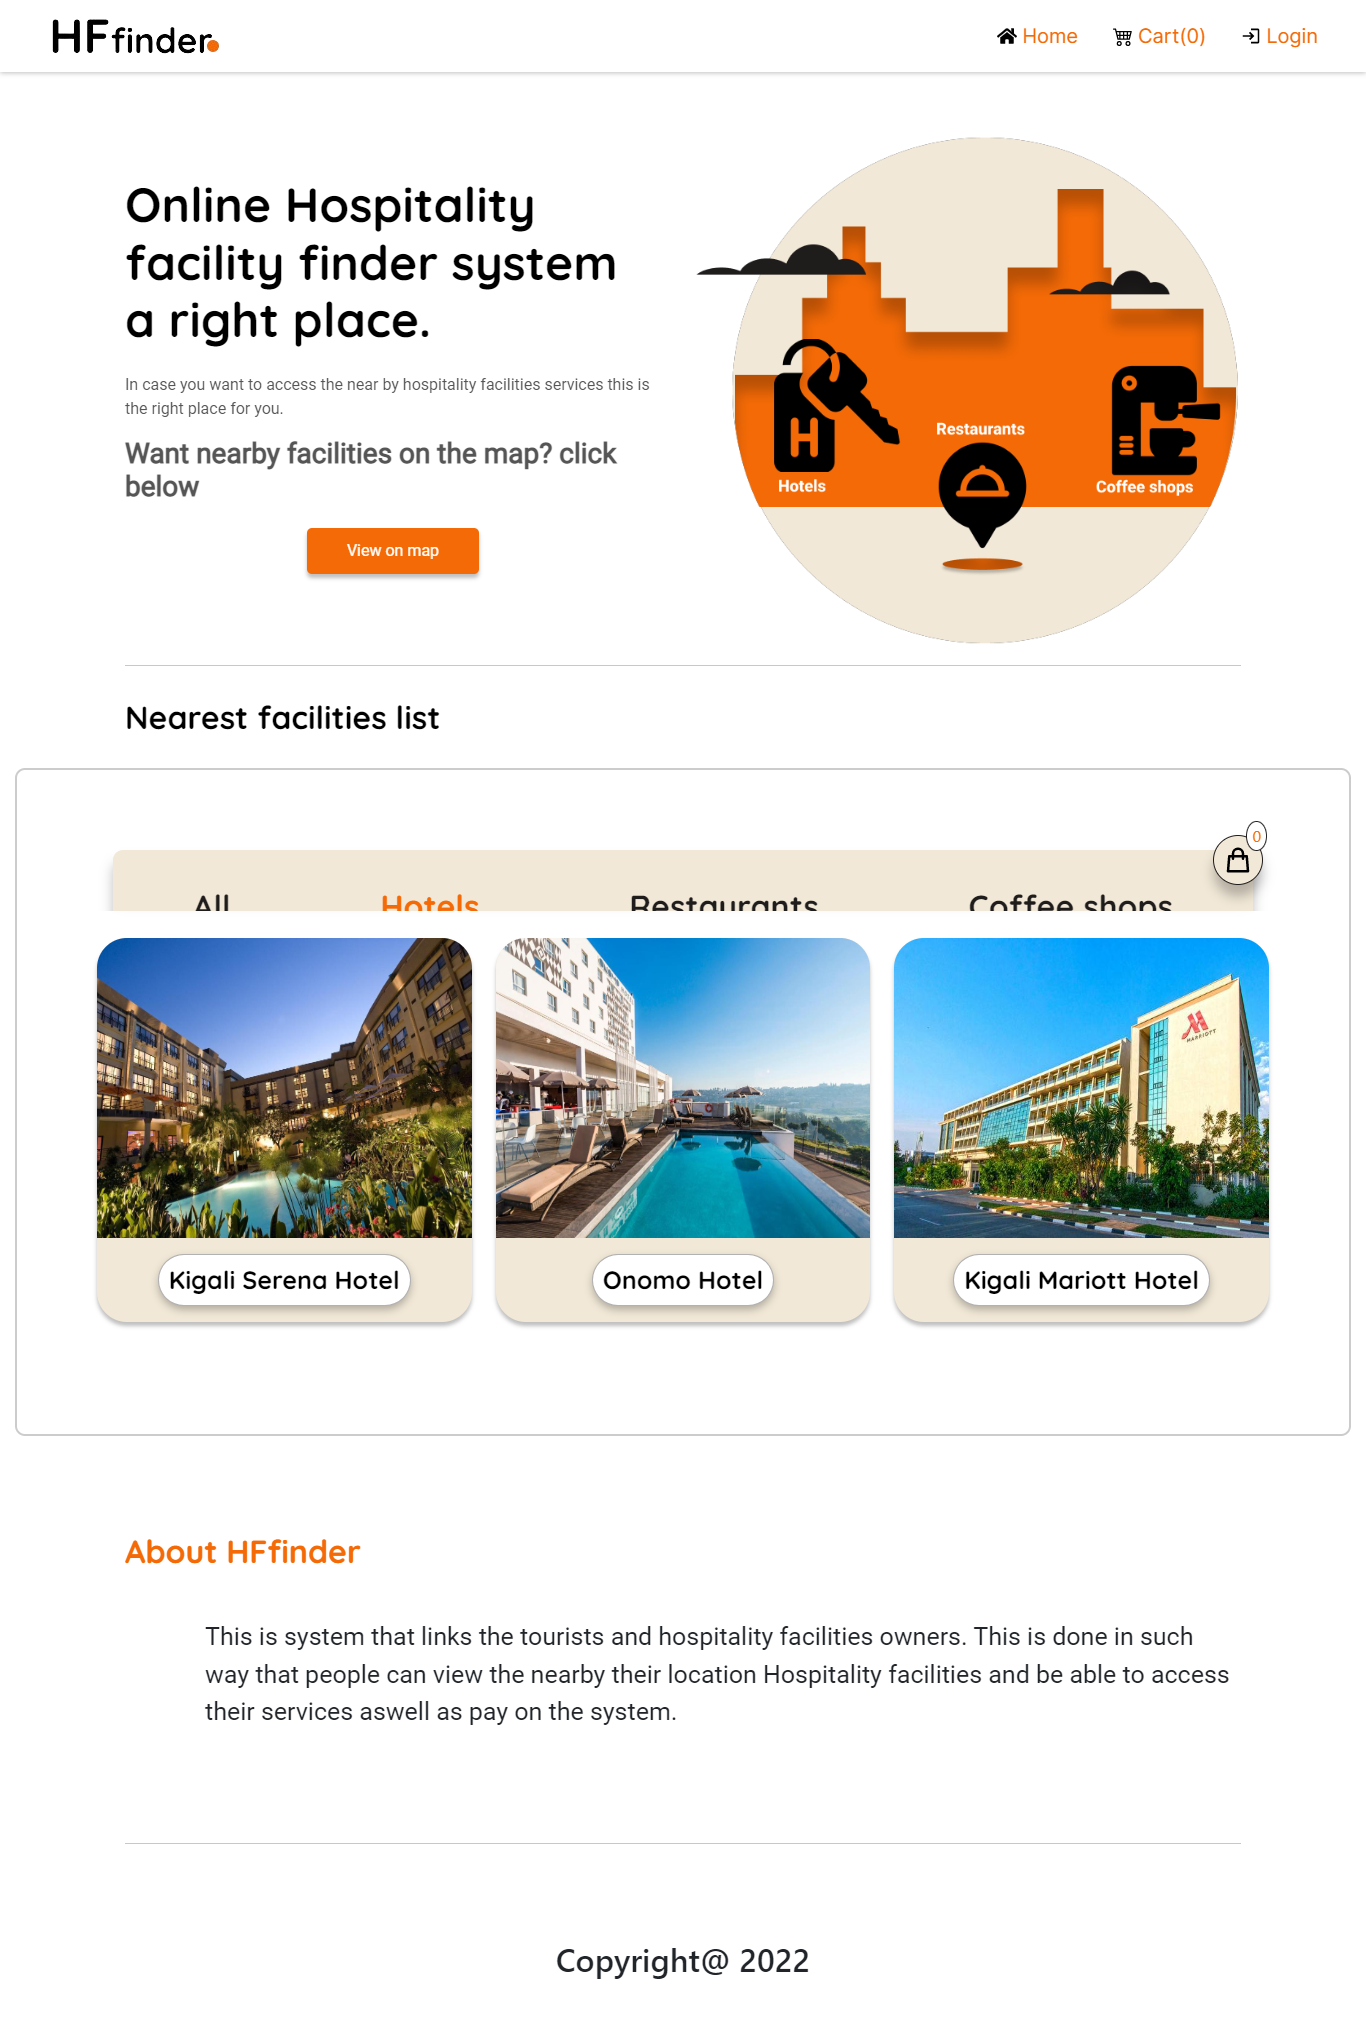 HFfinder
Home
Cart(0)
Login
Online Hospitality
facility finder system
a right place.
In case you want to access the near by hospitality facilities services this is
the right place for you.
Want nearby facilities on the map? click
below
View on map
H
Hotels
Restaurants
Coffee shops
Nearest facilities list
0
All
Hotels
Restaurants
Coffee shops
MARRIOTT
Kigali Serena Hotel
Onomo Hotel
Kigali Mariott Hotel
About HFfinder
This is system that links the tourists and hospitality facilities owners. This is done in such
way that people can view the nearby their location Hospitality facilities and be able to access
their services aswell as pay on the system.
Copyright@ 2022